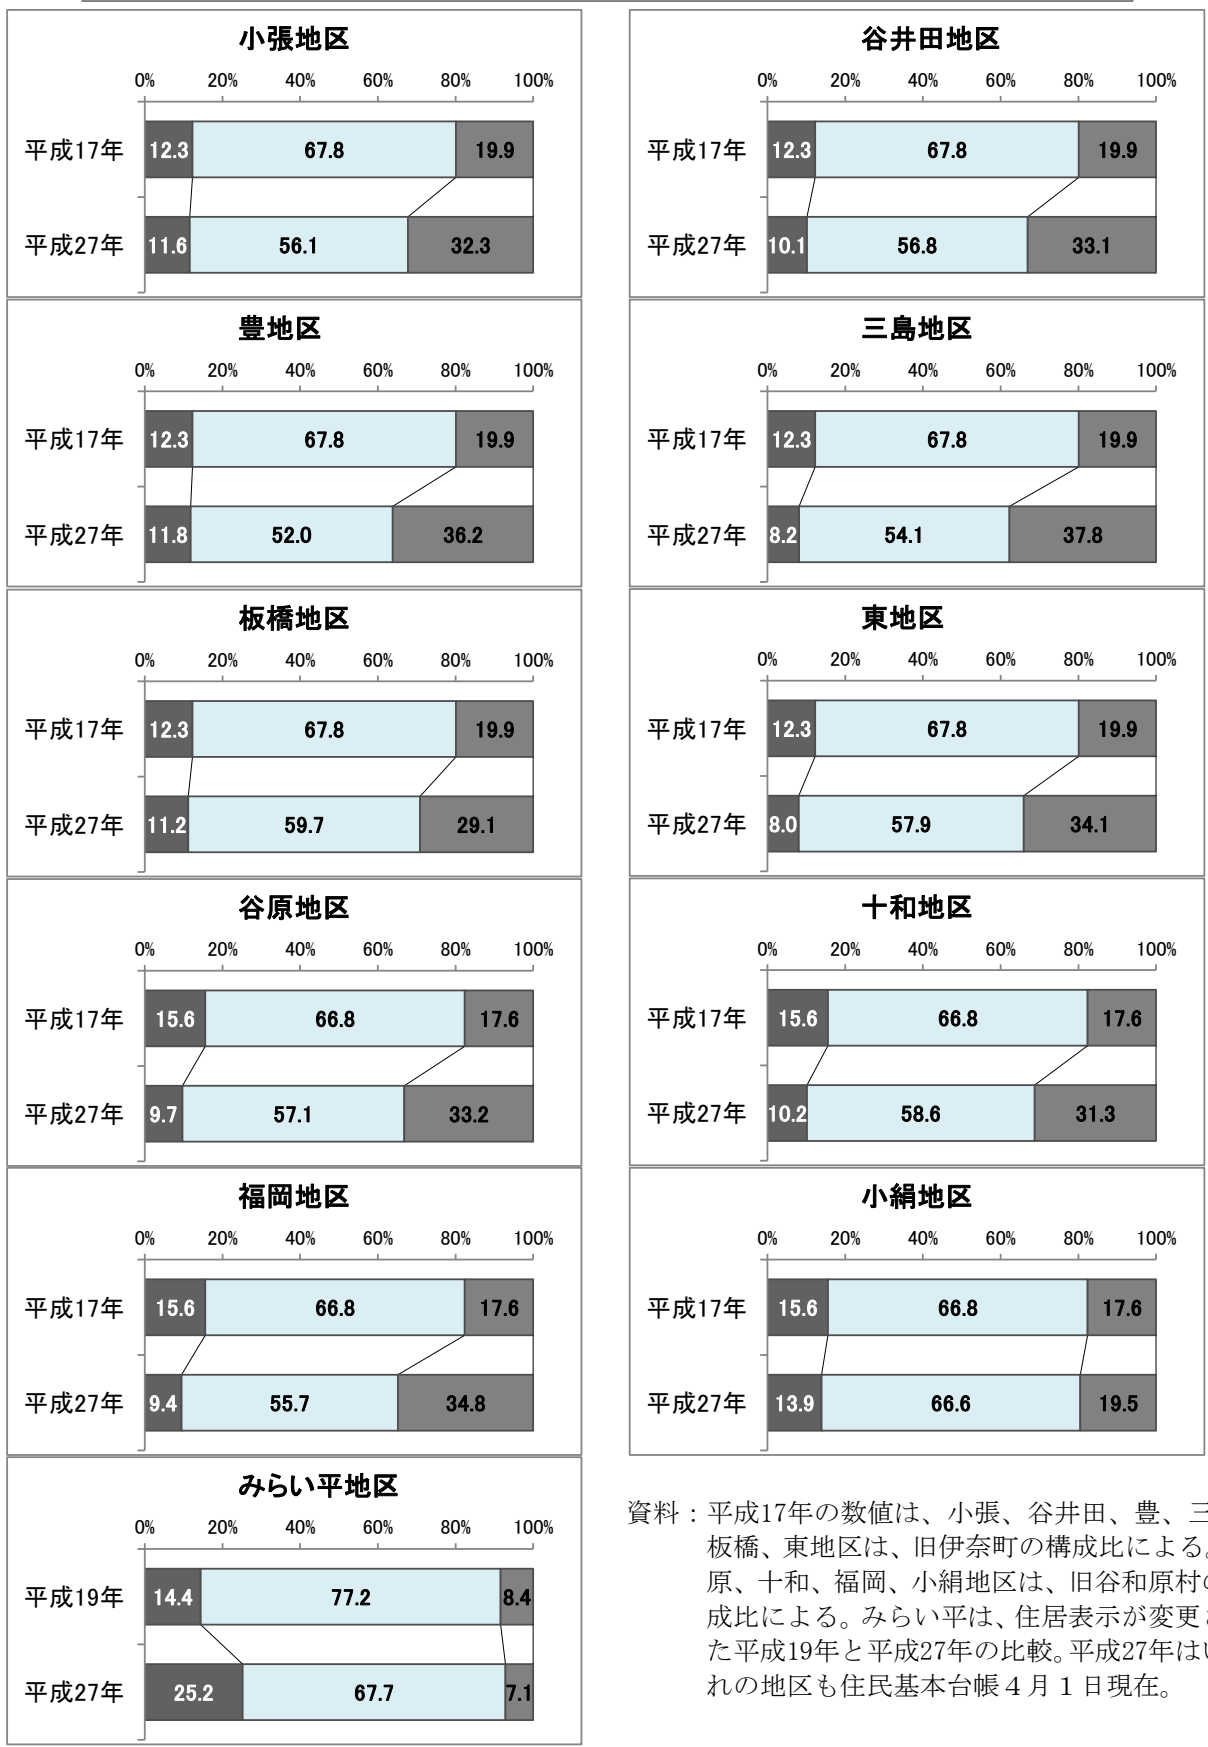 小張地区
0% 20% 40% 60% 80% 100%
平成17年 12.3 67.8 19.9
平成27年 11.6 56.1 32.3
谷井田地区
0% 20% 40% 60% 80% 100%
平成17年 12.3 67.8 19.9
平成27年 10.1 56.8 33.1
豊地区
0% 20% 40% 60% 80% 100%
平成17年 12.3 67.8 19.9
平成27年 11.8 52.0 36.2
三島地区
0% 20% 40% 60% 80% 100%
平成17年 12.3 67.8 19.9
平成27年 8.2 54.1 37.8
板橋地区
0% 20% 40% 60% 80% 100%
平成17年 12.3 67.8 19.9
平成27年 11.2 59.7 29.1
東地区
0% 20% 40% 60% 80% 100%
平成17年 12.3 67.8 19.9
平成27年 8.0 57.9 34.1
谷原地区
0% 20% 40% 60% 80% 100%
平成17年 15.6 66.8 17.6
平成27年 9.7 57.1 33.2
十和地区
0% 20% 40% 60% 80% 100%
平成17年 15.6 66.8 17.6
平成27年 10.2 58.6 31.3
福岡地区
0% 20% 40% 60% 80% 100%
平成17年 15.6 66.8 17.6
平成27年 9.4 55.7 34.8
小絹地区
0% 20% 40% 60% 80% 100%
平成17年 15.6 66.8 17.6
平成27年 13.9 66.6 19.5
みらい平地区
0% 20% 40% 60% 80% 100%
平成19年 14.4 77.2 8.4
平成27年 25.2 67.7 7.1
資料：平成17年の数値は、小張、谷井田、豊、三
板橋、東地区は、旧伊奈町の構成比による。
原、十和、福岡、小絹地区は、旧谷和原村の
成比による。みらい平は、住居表示が変更
た平成19年と平成27年の比較。平成27年はい
れの地区も住民基本台帳４月１日現在。